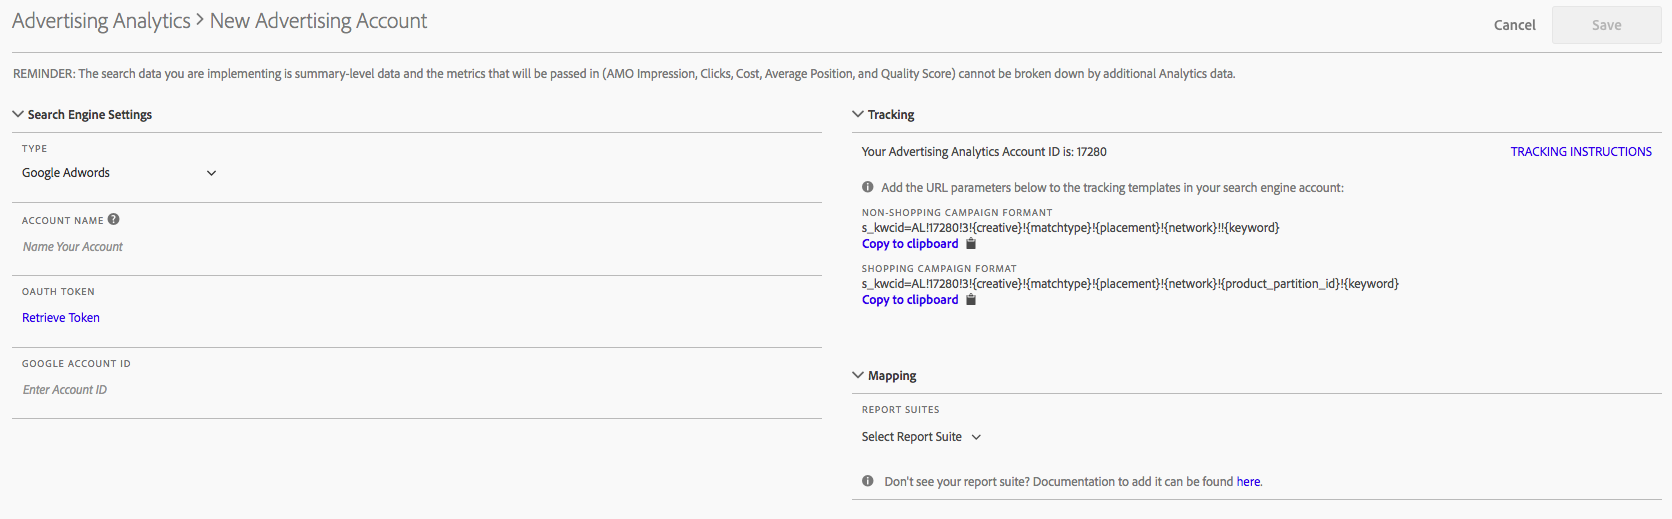 Advertising Analytics > New Advertising Account
Cancel
Save
REMINDER: The search data you are implementing is summary-level data and the metrics that will be passed in (AMO Impression, Clicks, Cost, Average Position, and Quality Score) cannot be broken down by additional Analytics data.
Search Engine Settings
TYPE
Google Adwords
ACCOUNT NAME ?
Name Your Account
OAUTH TOKEN
Retrieve Token
GOOGLE ACCOUNT ID
Enter Account ID
Tracking
Your Advertising Analytics Account ID is: 17280
TRACKING INSTRUCTIONS
Add the URL parameters below to the tracking templates in your search engine account:
NON-SHOPPING CAMPAIGN FORMANT
s_kwcid=AL!17280!3!{creative}!{matchtype}!{placement}!{network}!!{keyword}
Copy to clipboard
SHOPPING CAMPAIGN FORMAT
s_kwcid=AL!17280!3!{creative}!{matchtype}!{placement}!{network}!{product_partition_id}!{keyword}
Copy to clipboard
Mapping
REPORT SUITES
Select Report Suite
Don't see your report suite? Documentation to add it can be found here.